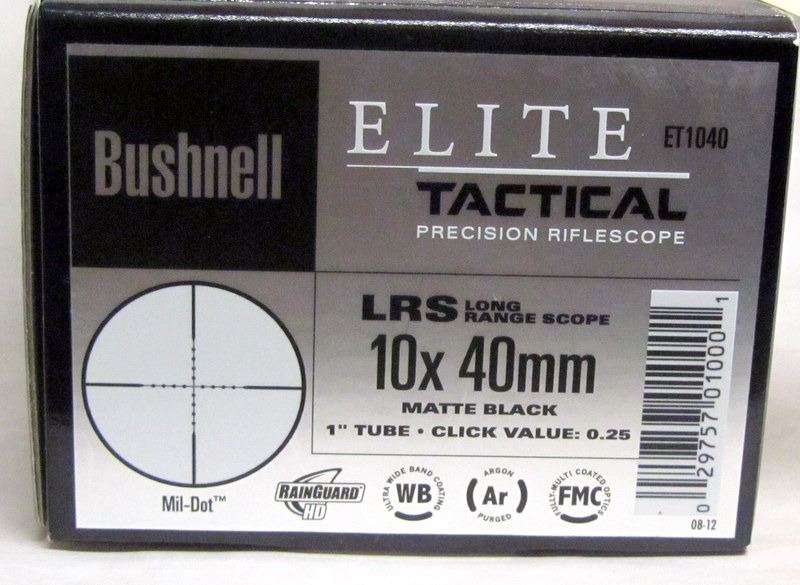 Bushnell
ELITE ET1040
TACTICAL
PRECISION RIFLESCOPE
LRS LONG RANGE SCOPE
10x 40mm
MATTE BLACK
1" TUBE • CLICK VALUE: 0.25
Mil-Dot™
RAINGUARD HD
ULTRA WIDE BAND COATING
WB
ARGON
(Ar)
PURGED
FULLY-MULTI COATED OPTICS
FMC
0 29757 01000 1
08-12